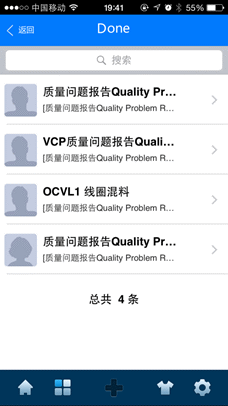 中国移动
19:41
55%
返回
Done
搜索
质量问题报告Quality Pr...
[质量问题报告Quality Problem R...
VCP质量问题报告Quali...
[质量问题报告Quality Problem R...
OCVL1 线圈混料
[质量问题报告Quality Problem R...
质量问题报告Quality Pr...
[质量问题报告Quality Problem R...
总共 4 条